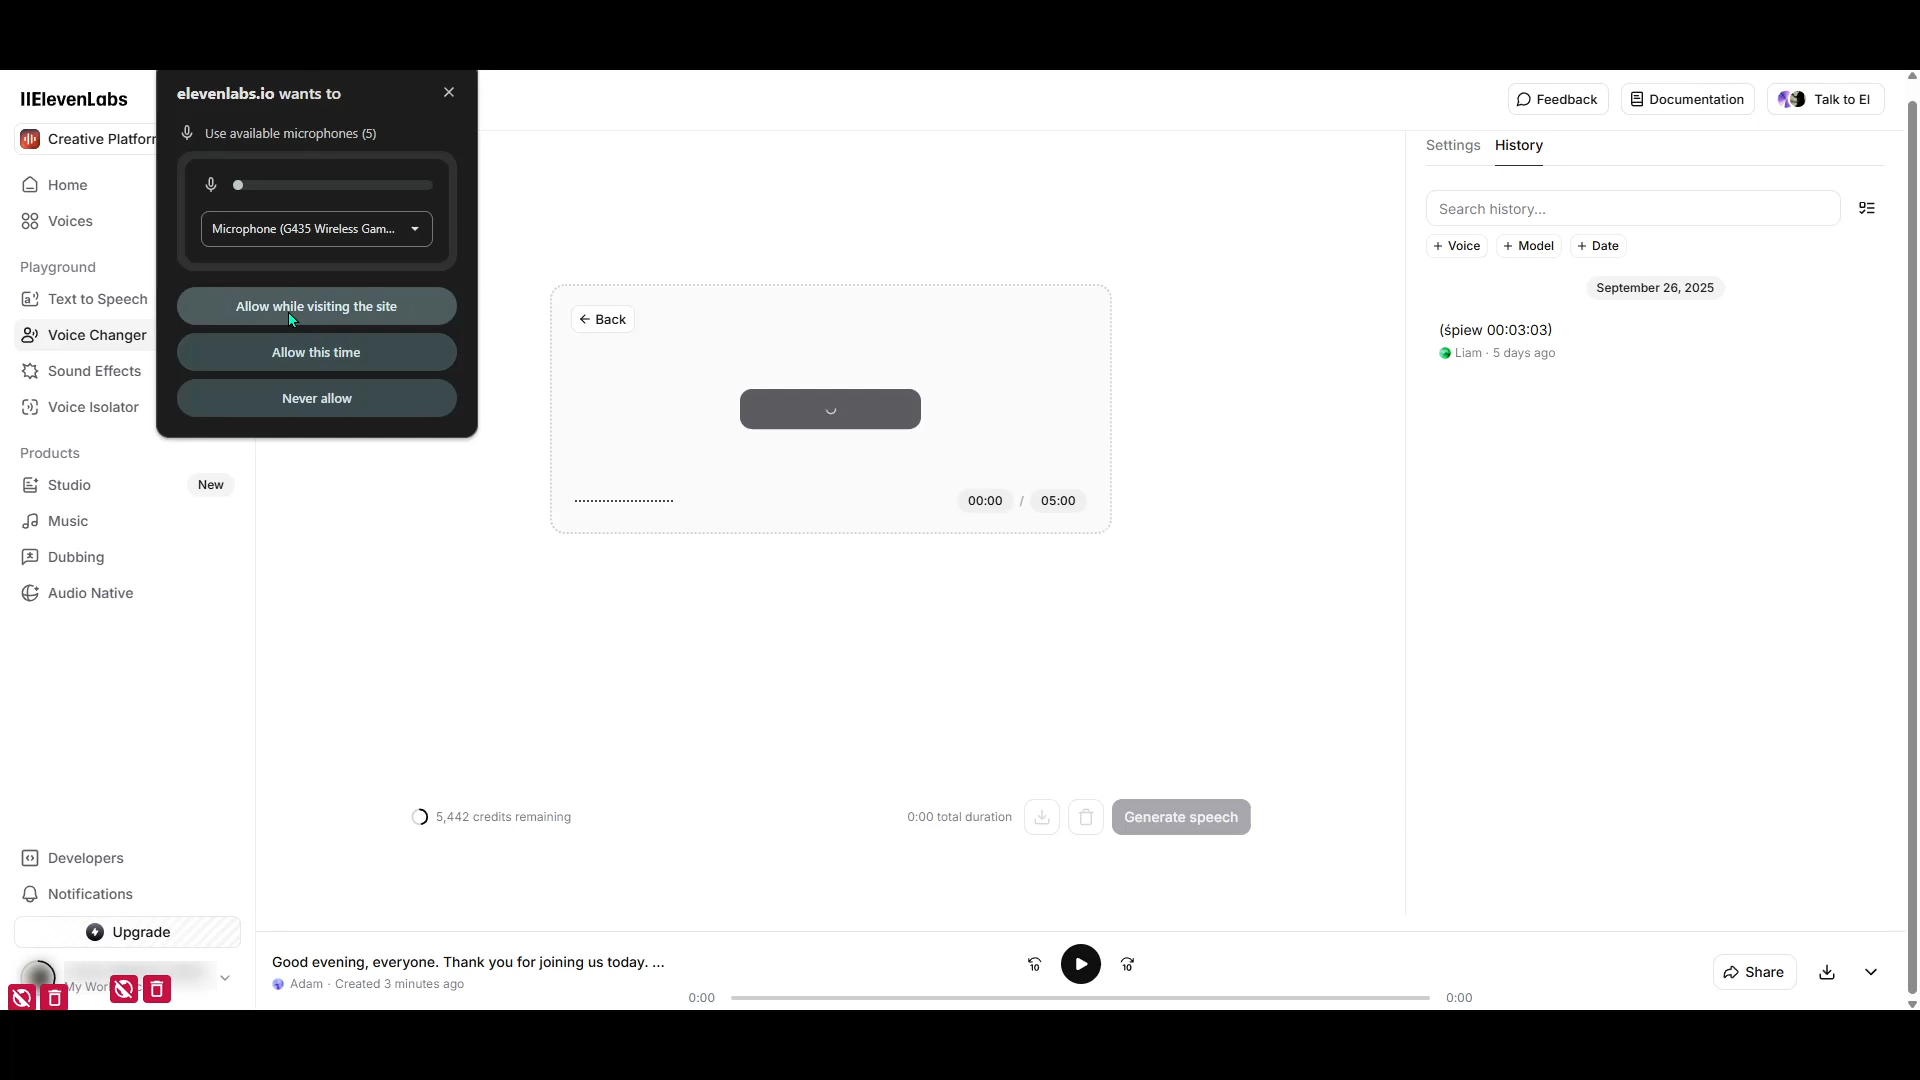 IIElevenLabs
Creative Platfor
Home
Voices
Playground
Text to Speech
Voice Changer
Sound Effects
Voice Isolator
Products
Studio
New
Music
Dubbing
Audio Native
Developers
Notifications
Upgrade
elevenlabs.io wants to
Use available microphones (5)
Microphone (G435 Wireless Gam...
Allow while visiting the site
Allow this time
Never allow
Feedback
Documentation
Talk to El
Back
00:00 / 05:00
5,442 credits remaining
0:00 total duration
Generate speech
Settings
History
Search history...
+ Voice
+ Model
+ Date
September 26, 2025
(śpiew 00:03:03)
Liam · 5 days ago
Good evening, everyone. Thank you for joining us today. ...
Adam · Created 3 minutes ago
10
10
0:00
0:00
Share